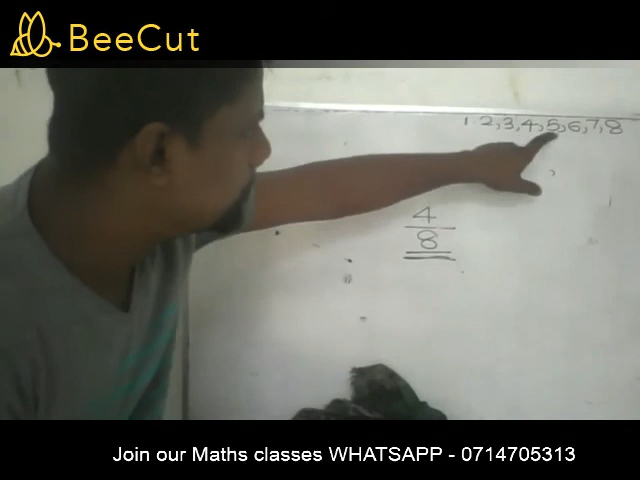 BeeCut
1 2,3,4,5,6,7,8
4
8
Join our Maths classes WHATSAPP - 0714705313